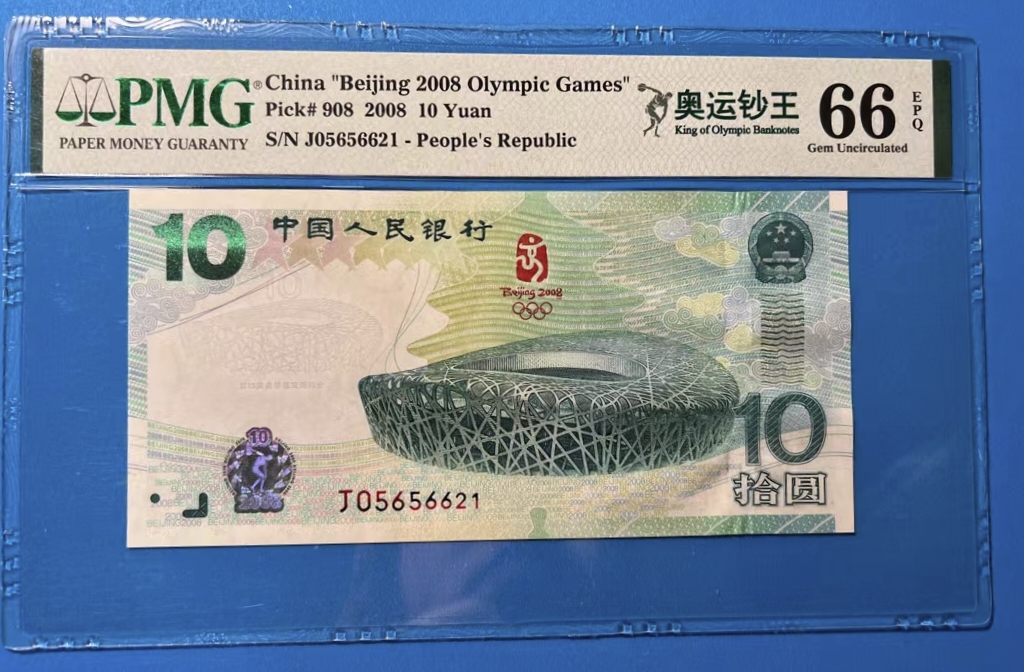 PMG®
PAPER MONEY GUARANTY
China "Beijing 2008 Olympic Games"
Pick# 908 2008 10 Yuan
S/N J05656621 - People's Republic
奥运钞王
King of Olympic Banknotes
66
EPQ
Gem Uncirculated
10
中国人民银行
Beijing 2008
10
10
拾圆
J05656621